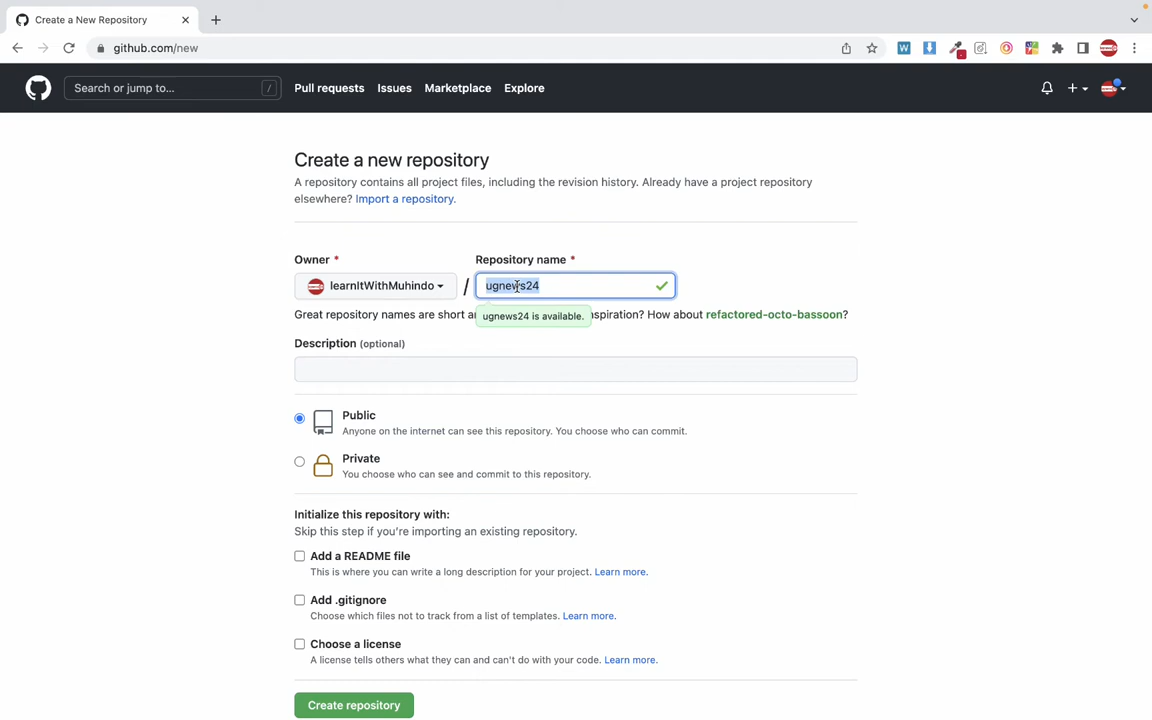 Create a New Repository
github.com/new
Search or jump to... /
Pull requests Issues Marketplace Explore
Create a new repository
A repository contains all project files, including the revision history. Already have a project repository
elsewhere? Import a repository.
Owner * Repository name *
learnItWithMuhindo / ugnews24
Great repository names are short a nspiration? How about refactored-octo-bassoon?
ugnews24 is available.
Description (optional)
Public
Anyone on the internet can see this repository. You choose who can commit.
Private
You choose who can see and commit to this repository.
Initialize this repository with:
Skip this step if you're importing an existing repository.
Add a README file
This is where you can write a long description for your project. Learn more.
Add .gitignore
Choose which files not to track from a list of templates. Learn more.
Choose a license
A license tells others what they can and can't do with your code. Learn more.
Create repository